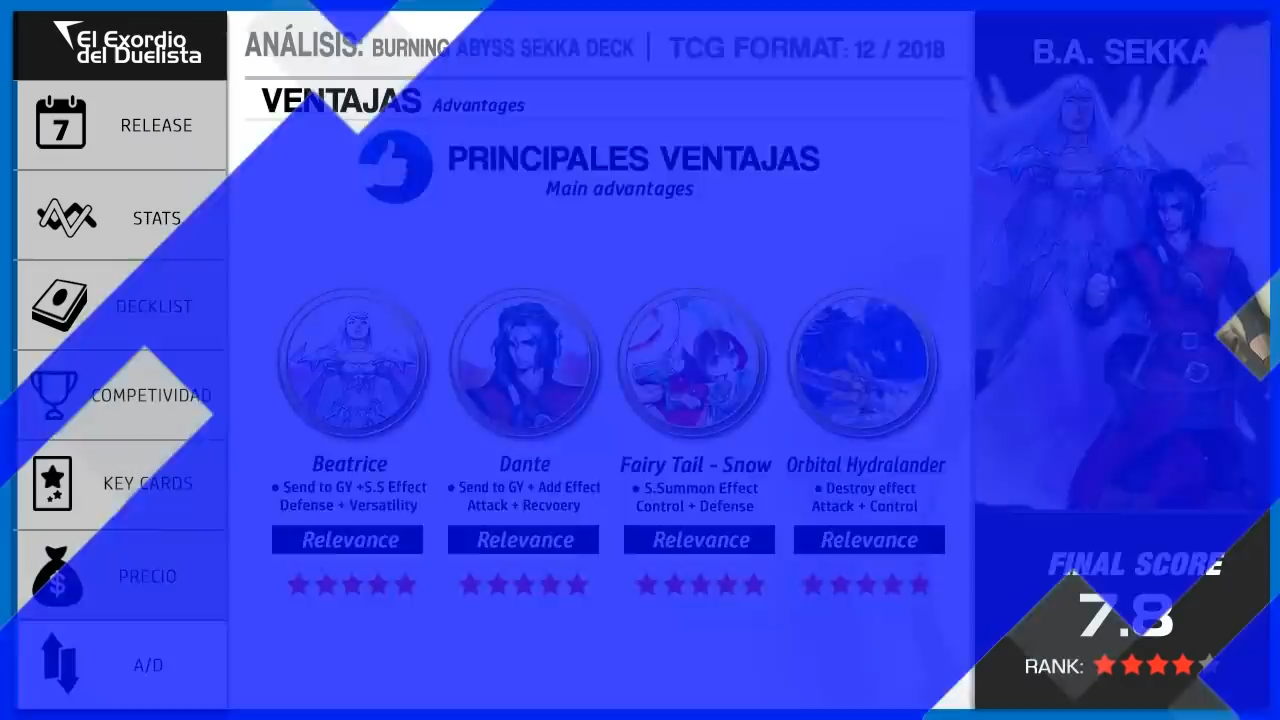 El Exordio
del Duelista
ANÁLISIS: BURNING ABYSS SEKKA DECK | TCG FORMAT: 12 / 2018
B.A. SEKKA
VENTAJAS Advantages
7 RELEASE
PRINCIPALES VENTAJAS
Main advantages
STATS
DECKLIST
COMPETIVIDAD
KEY CARDS
$ PRECIO
A/D
Beatrice
• Send to GY +S.S Effect
Defense + Versatility
Relevance
Dante
• Send to GY + Add Effect
Attack + Recvoery
Relevance
Fairy Tail - Snow
• S.Summon Effect
Control + Defense
Relevance
Orbital Hydralander
• Destroy effect
Attack + Control
Relevance
FINAL SCORE
7.8
RANK: